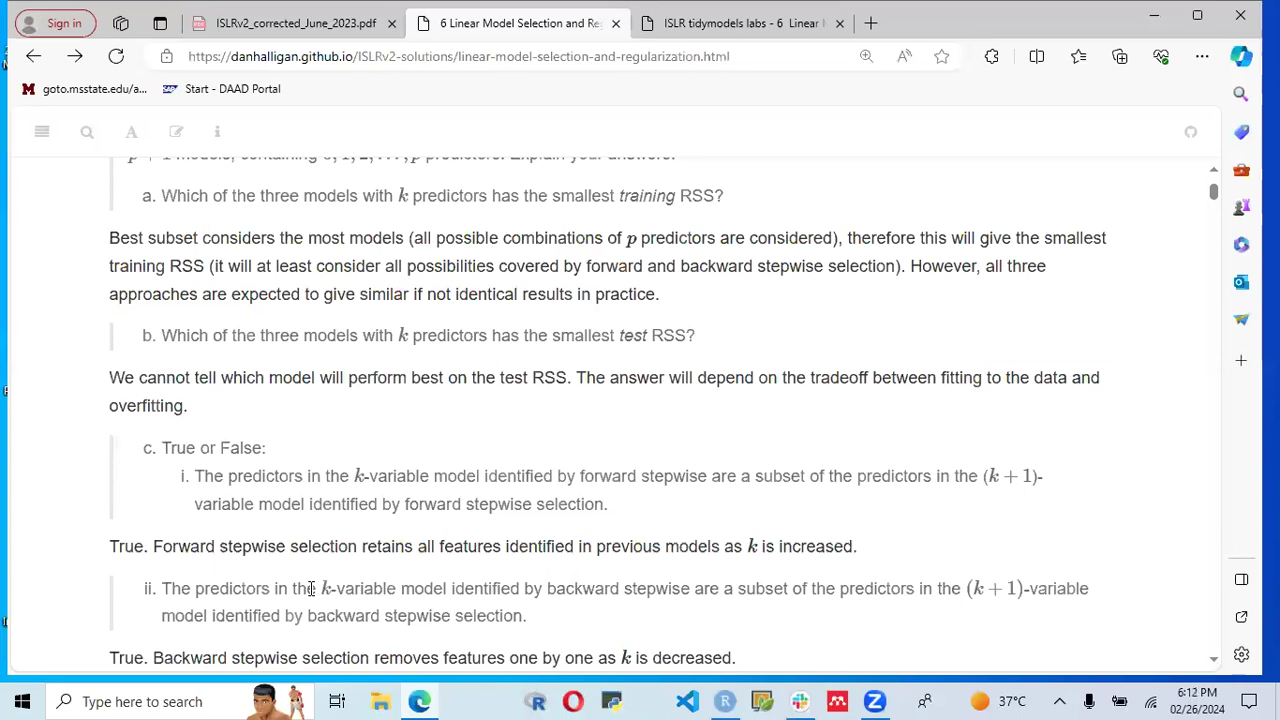 Sign in
ISLRv2_corrected_June_2023.pdf
6 Linear Model Selection and Re
ISLR tidymodels labs - 6 Linear
https://danhalligan.github.io/ISLRv2-solutions/linear-model-selection-and-regularization.html
goto.msstate.edu/a...
Start - DAAD Portal
p + 1 models, containing 0, 1, 2, ..., p predictors. Explain your answers.
a. Which of the three models with k predictors has the smallest training RSS?
Best subset considers the most models (all possible combinations of p predictors are considered), therefore this will give the smallest
training RSS (it will at least consider all possibilities covered by forward and backward stepwise selection). However, all three
approaches are expected to give similar if not identical results in practice.
b. Which of the three models with k predictors has the smallest test RSS?
We cannot tell which model will perform best on the test RSS. The answer will depend on the tradeoff between fitting to the data and
overfitting.
c. True or False:
i. The predictors in the k-variable model identified by forward stepwise are a subset of the predictors in the (k + 1)-
variable model identified by forward stepwise selection.
True. Forward stepwise selection retains all features identified in previous models as k is increased.
ii. The predictors in the k-variable model identified by backward stepwise are a subset of the predictors in the (k + 1)-variable
model identified by backward stepwise selection.
True. Backward stepwise selection removes features one by one as k is decreased.
Type here to search
37°C
6:12 PM
02/26/2024